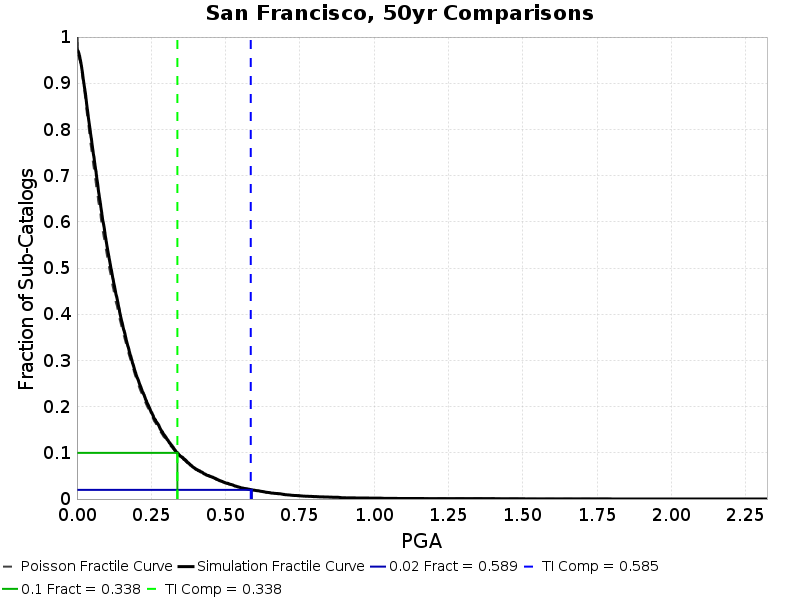 San Francisco, 50yr Comparisons
1
0.9
0.8
0.7
0.6
0.5
0.4
0.3
0.2
0.1
0
Fraction of Sub-Catalogs
0.00 0.25 0.50 0.75 1.00 1.25 1.50 1.75 2.00 2.25
PGA
Poisson Fractile Curve Simulation Fractile Curve 0.02 Fract = 0.589 TI Comp = 0.585
0.1 Fract = 0.338 TI Comp = 0.338